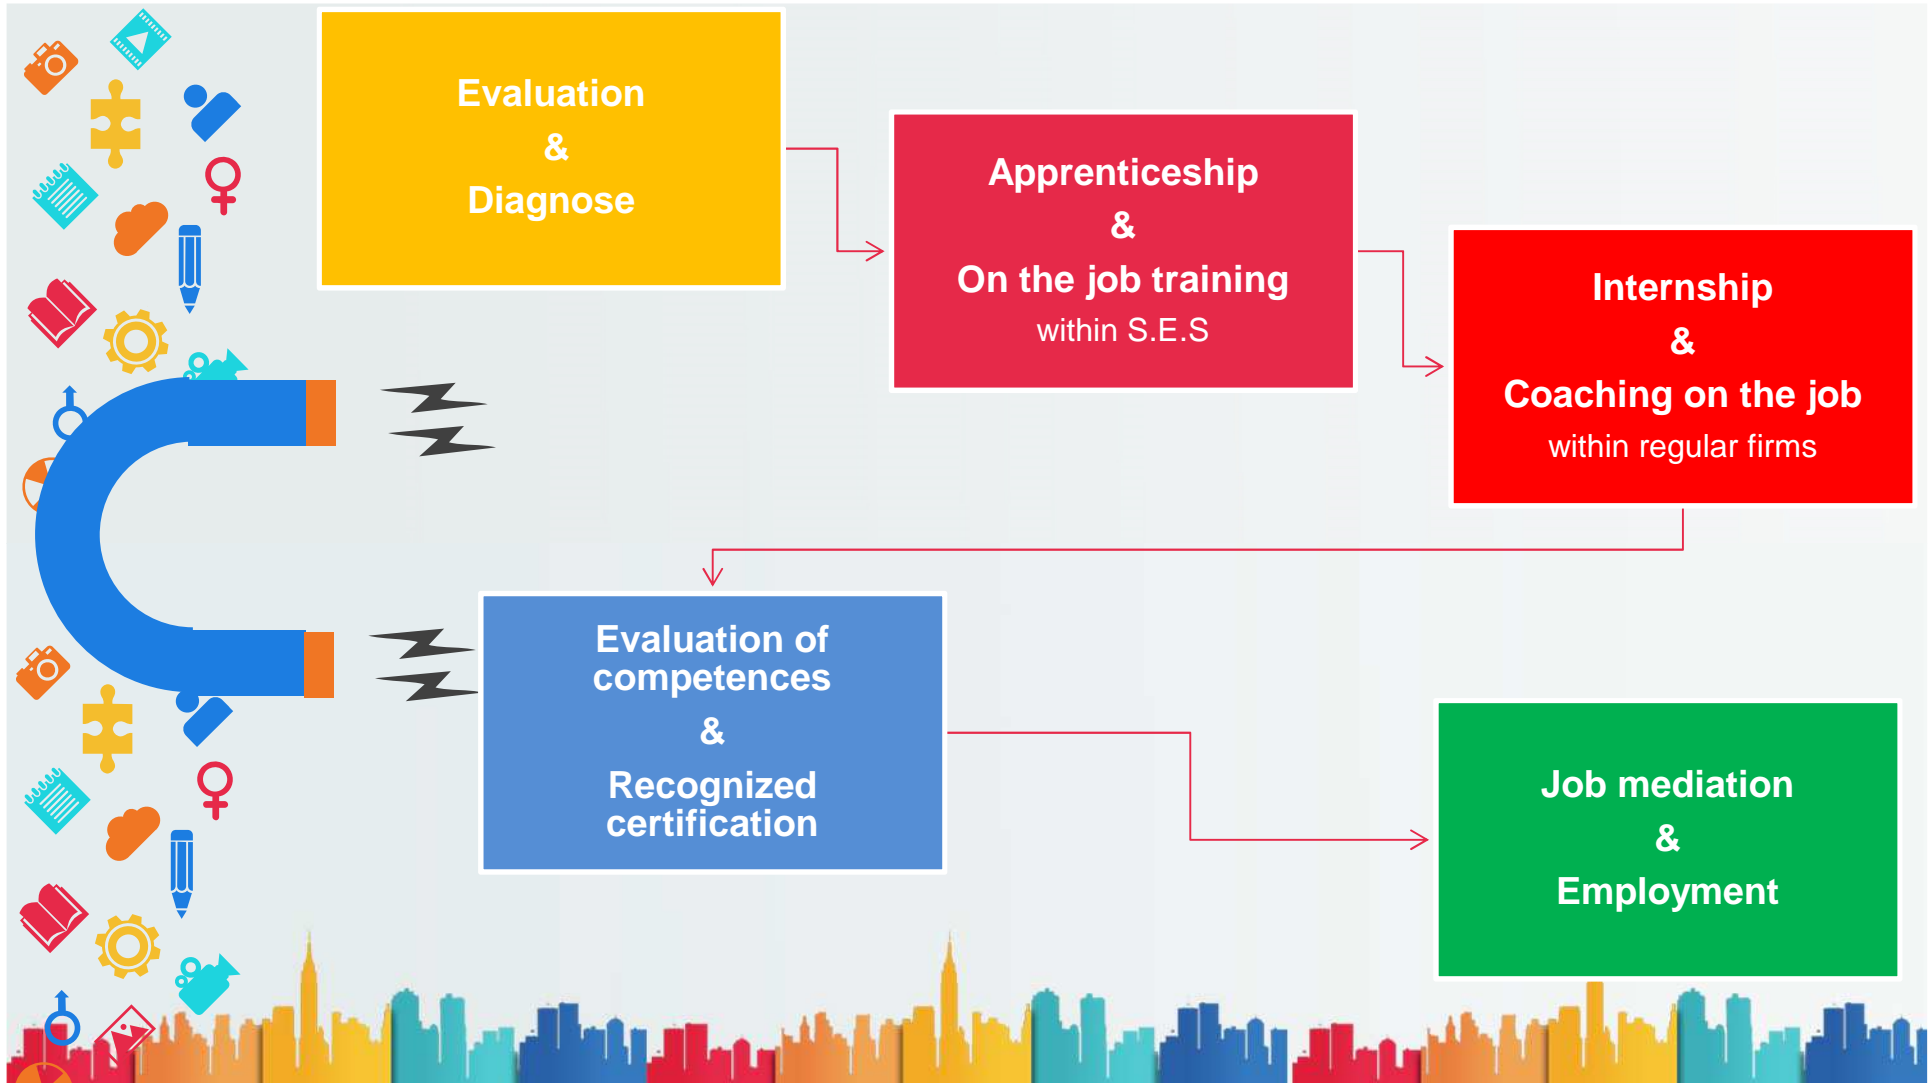 Evaluation
&
Diagnose
Apprenticeship
&
On the job training
within S.E.S
Internship
&
Coaching on the job
within regular firms
Evaluation of
competences
&
Recognized
certification
Job mediation
&
Employment